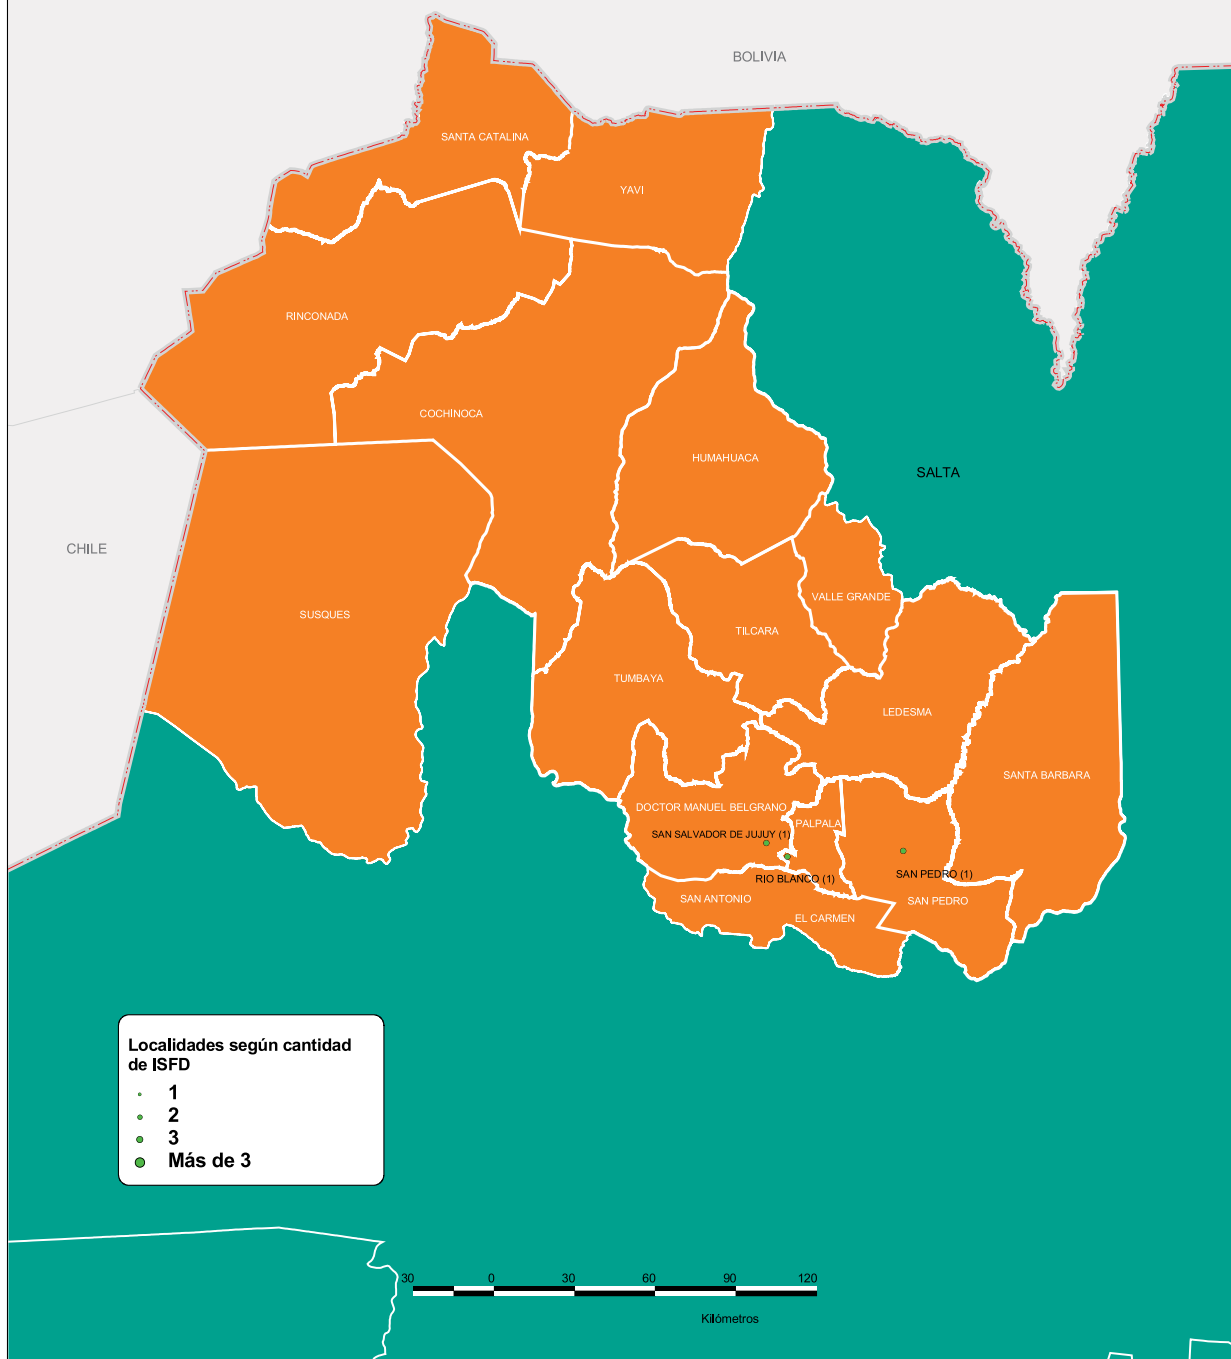 BOLIVIA
SANTA CATALINA
YAVI
RINCONADA
COCHINOCA
HUMAHUACA
SALTA
CHILE
SUSQUES
VALLE GRANDE
TILCARA
TUMBAYA
LEDESMA
SANTA BARBARA
DOCTOR MANUEL BELGRANO
PALPALA
SAN SALVADOR DE JUJUY (1)
RIO BLANCO (1)
SAN PEDRO (1)
SAN ANTONIO
SAN PEDRO
EL CARMEN
Localidades según cantidad
de ISFD
1
2
3
Más de 3
30 0 30 60 90 120
Kilómetros